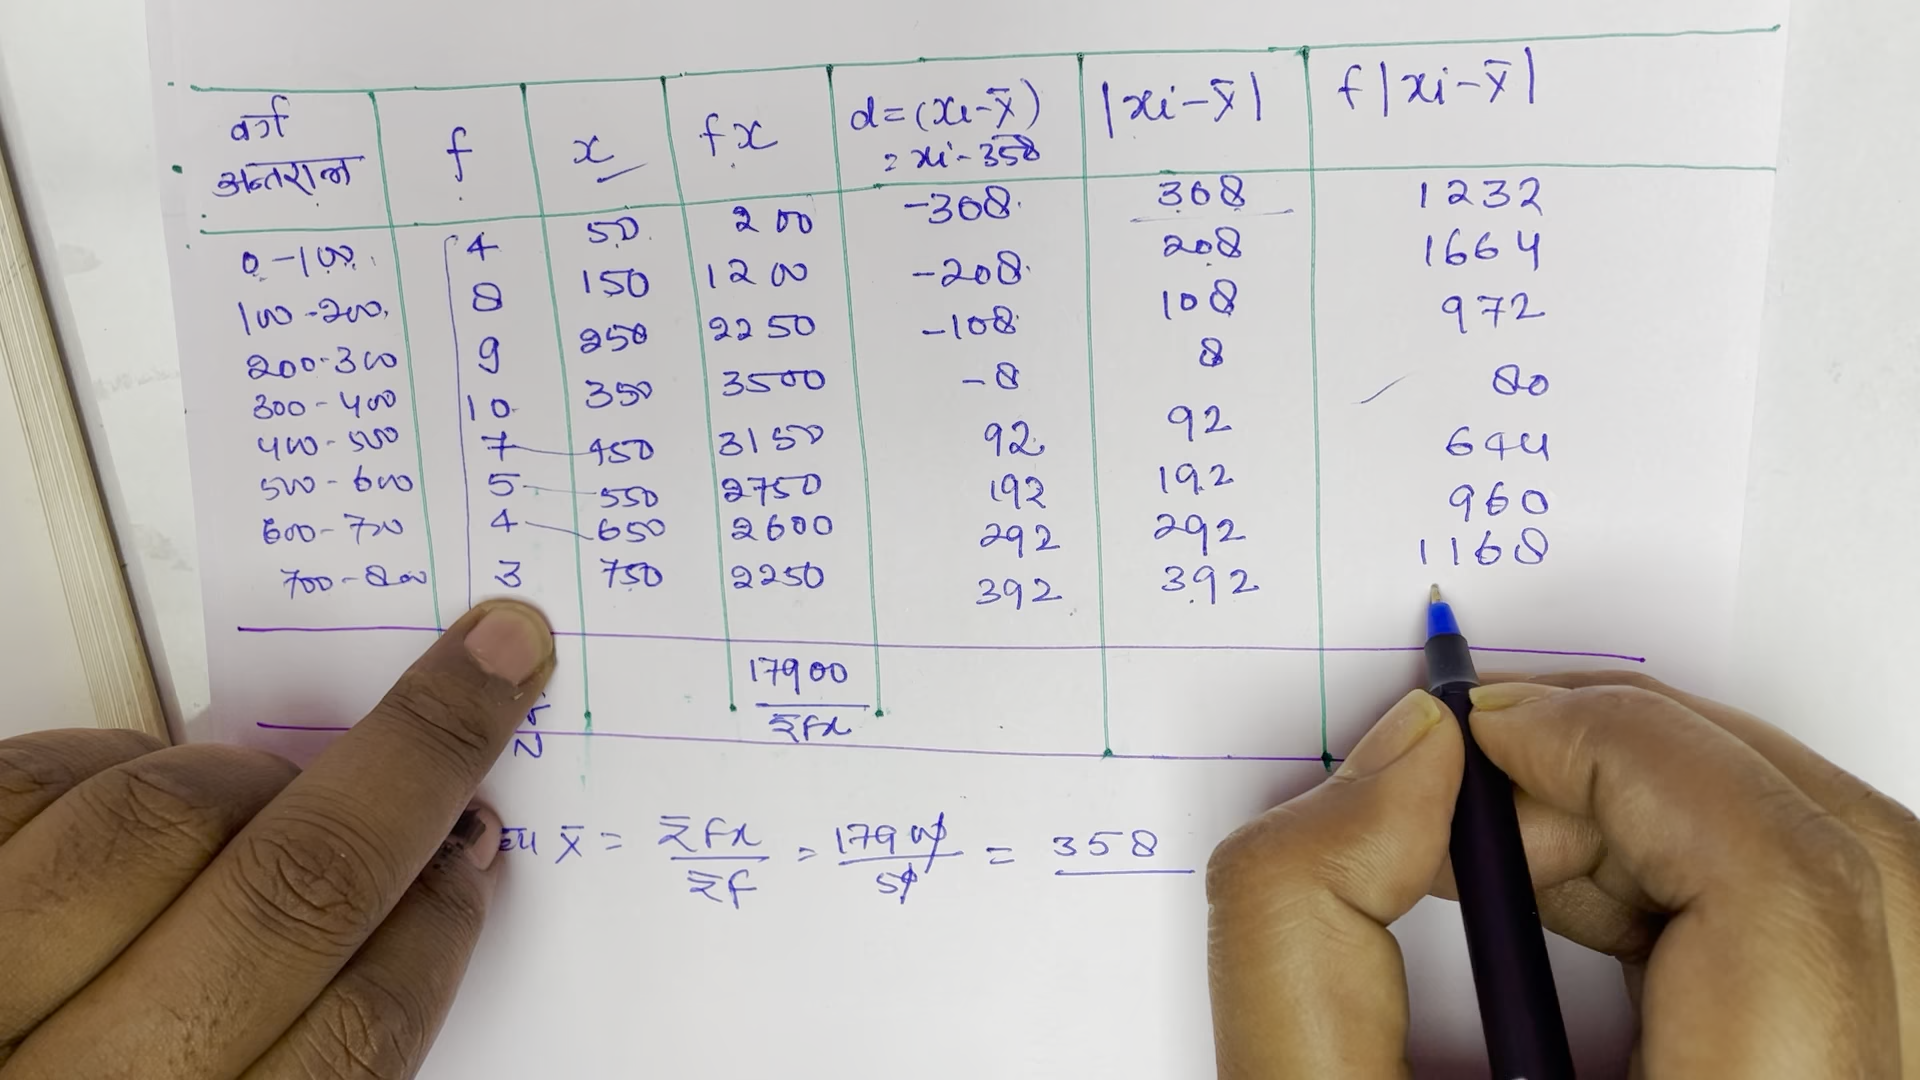 वर्ग अन्तराल f x fx d=(xi-x̄) =xi-358 |xi-x̄| f|xi-x̄|
0-100 4 50 200 -308 308 1232
100-200 8 150 1200 -208 208 1664
200-300 9 250 2250 -108 108 972
300-400 10 350 3500 -8 8 80
400-500 7 450 3150 92 92 644
500-600 5 550 2750 192 192 960
600-700 4 650 2600 292 292 1168
700-800 3 750 2250 392 392
17900
Σfx
N
x̄ = Σfx/Σf = 17900/50 = 358